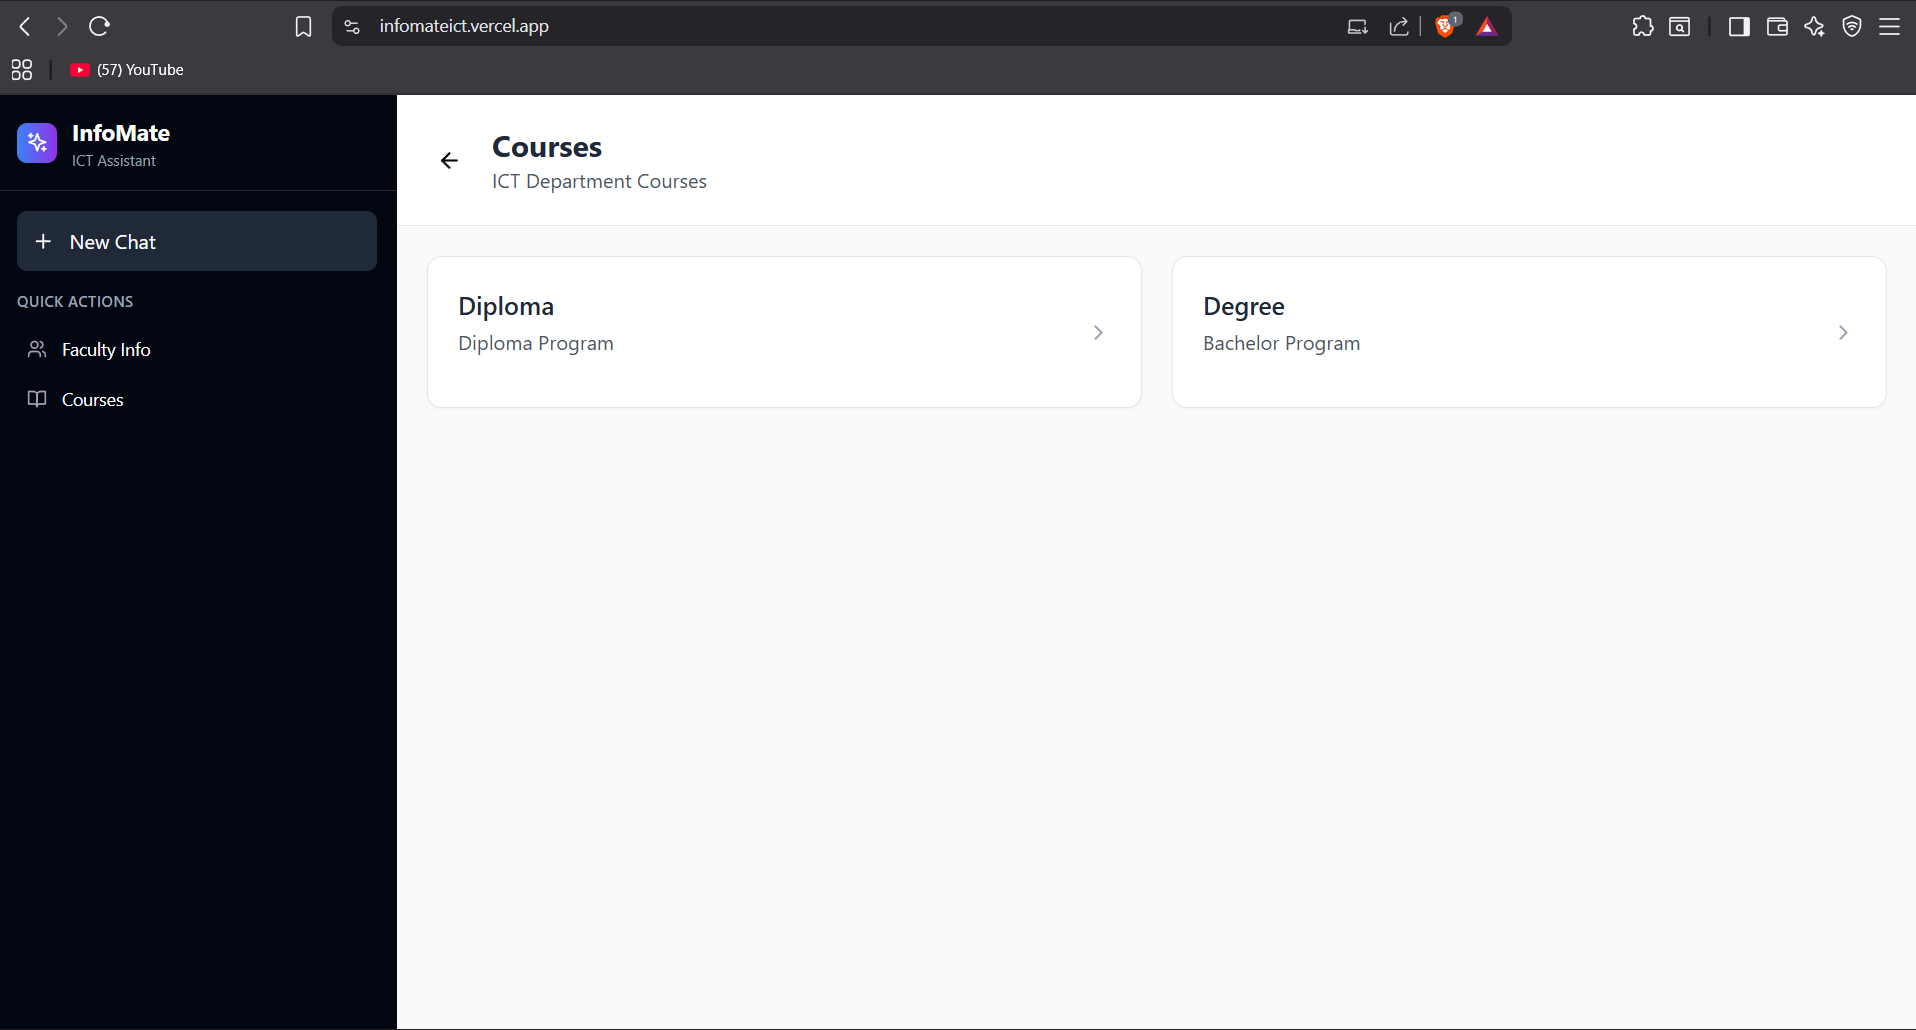 infomateict.vercel.app
1
(57) YouTube
InfoMate
ICT Assistant
New Chat
QUICK ACTIONS
Faculty Info
Courses
Courses
ICT Department Courses
Diploma
Diploma Program
Degree
Bachelor Program